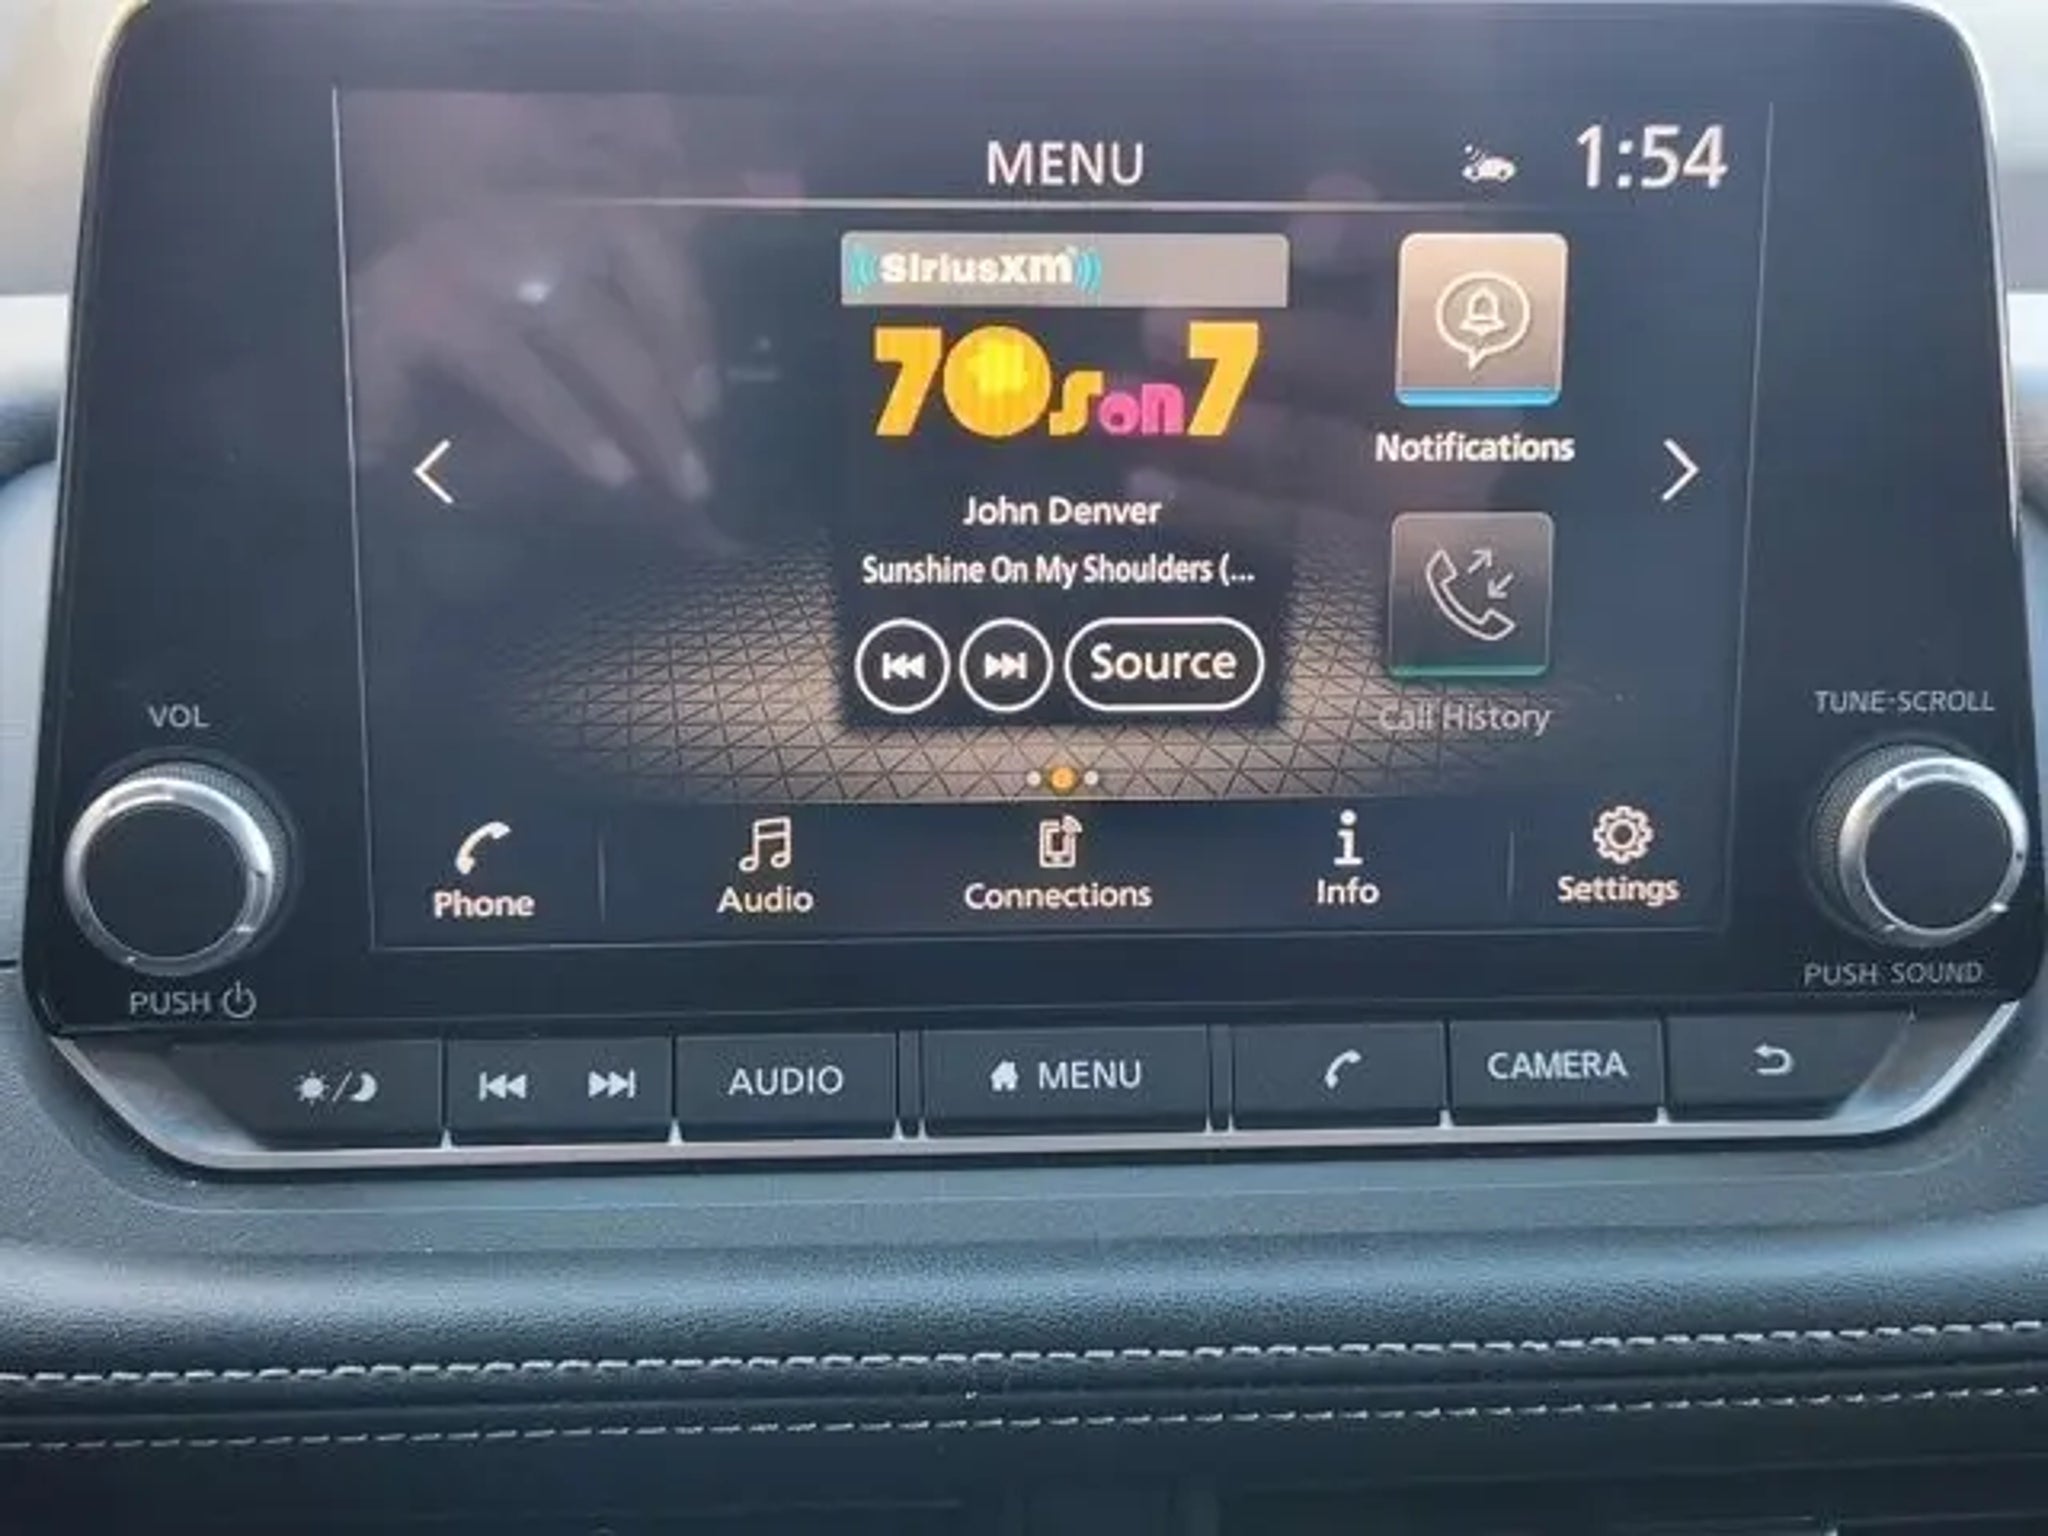 MENU
1:54
SiriusXM
70s on 7
Notifications
John Denver
Sunshine On My Shoulders (...
Source
Call History
VOL
TUNE·SCROLL
Phone
Audio
Connections
Info
Settings
PUSH
PUSH SOUND
AUDIO
MENU
CAMERA